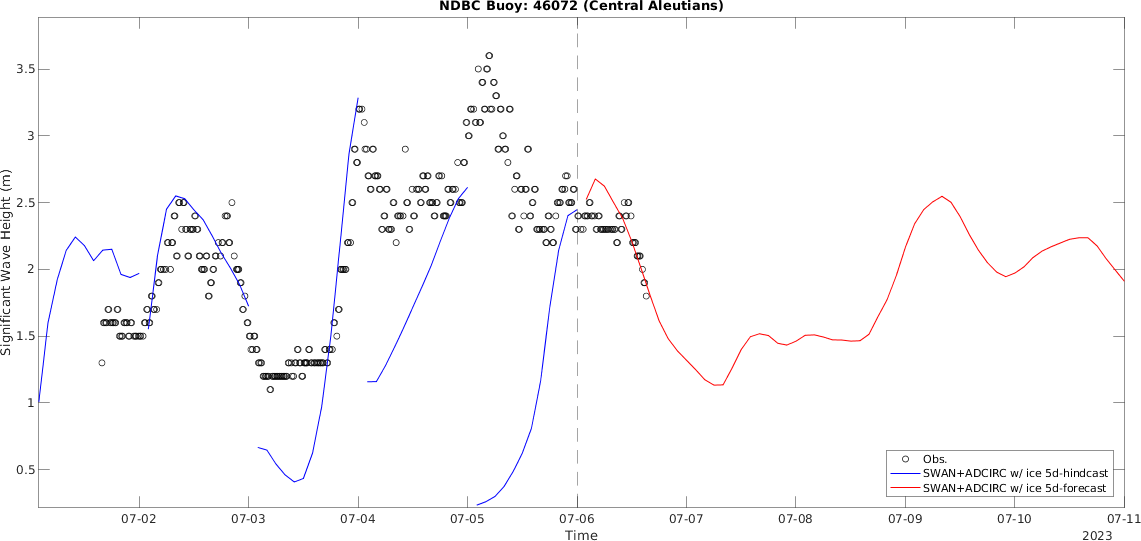 NDBC Buoy: 46072 (Central Aleutians)
Significant Wave Height (m)
3.5
3
2.5
2
1.5
1
0.5
Obs.
SWAN+ADCIRC w/ ice 5d-hindcast
SWAN+ADCIRC w/ ice 5d-forecast
07-02 07-03 07-04 07-05 07-06 07-07 07-08 07-09 07-10 07-11
Time
2023